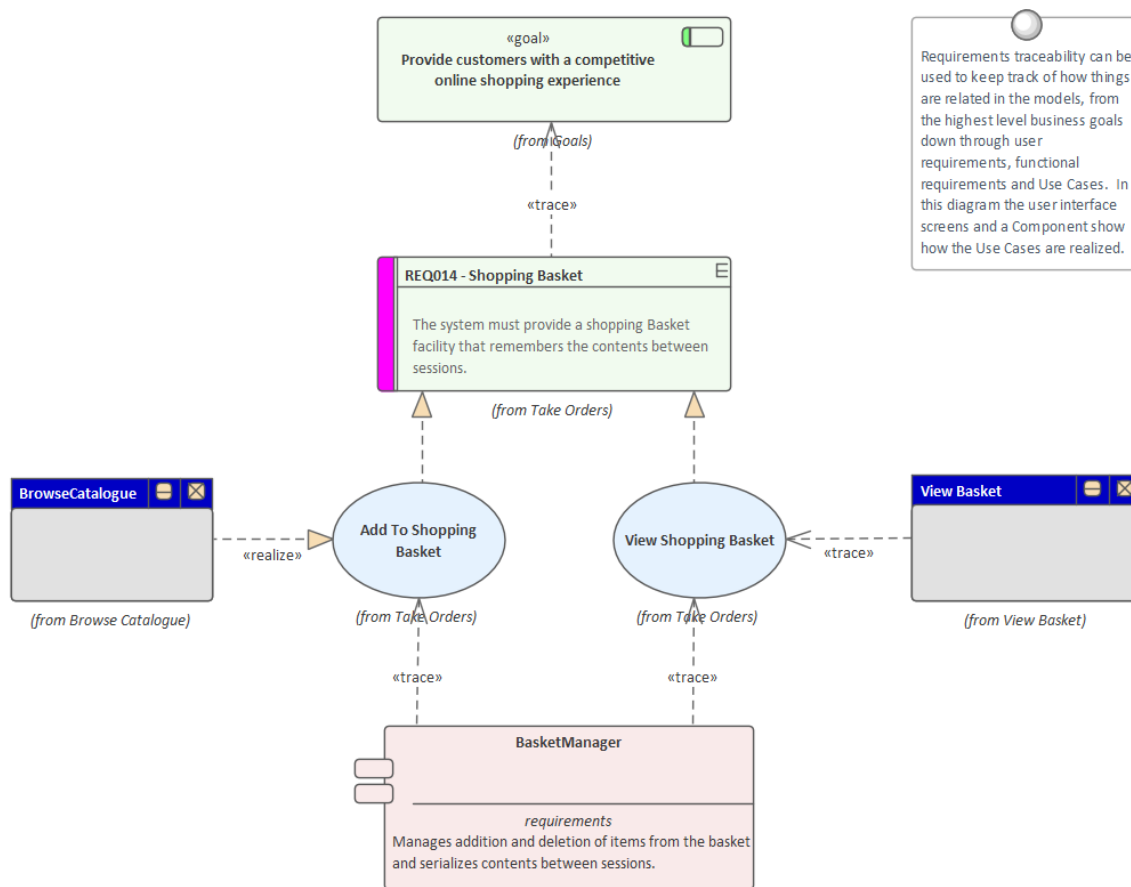 «goal»
Provide customers with a competitive
online shopping experience
(from Goals)
Requirements traceability can be
used to keep track of how things
are related in the models, from
the highest level business goals
down through user
requirements, functional
requirements and Use Cases.  In
this diagram the user interface
screens and a Component show
how the Use Cases are realized.
«trace»
REQ014 - Shopping Basket
The system must provide a shopping Basket
facility that remembers the contents between
sessions.
(from Take Orders)
BrowseCatalogue
«realize»
(from Browse Catalogue)
Add To Shopping
Basket
(from Take Orders)
View Shopping Basket
(from Take Orders)
«trace»
View Basket
(from View Basket)
«trace»
«trace»
BasketManager
requirements
Manages addition and deletion of items from the basket
and serializes contents between sessions.